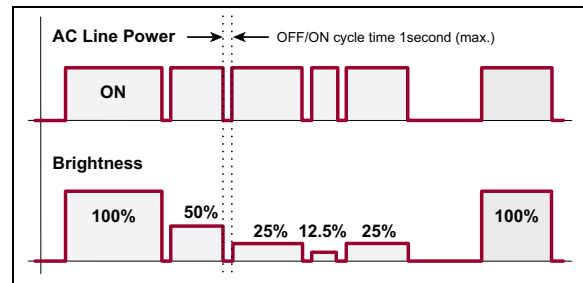 AC Line Power
OFF/ON cycle time 1second (max.)
ON
Brightness
100%
50%
25%
12.5%
25%
100%